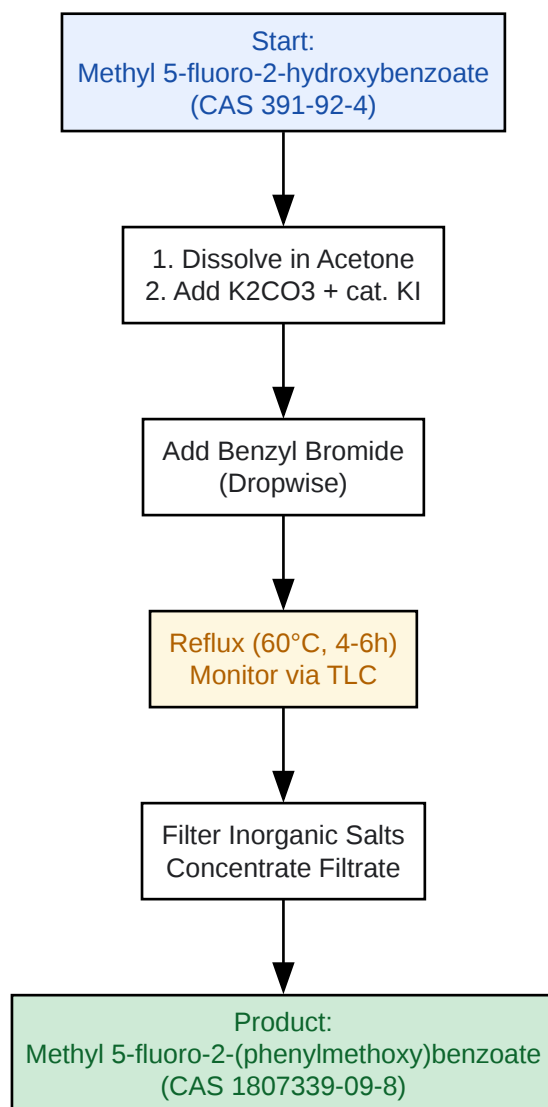 Start:
Methyl 5-fluoro-2-hydroxybenzoate
(CAS 391-92-4)
1. Dissolve in Acetone
2. Add K2CO3 + cat. KI
Add Benzyl Bromide
(Dropwise)
Reflux (60°C, 4-6h)
Monitor via TLC
Filter Inorganic Salts
Concentrate Filtrate
Product:
Methyl 5-fluoro-2-(phenylmethoxy)benzoate
(CAS 1807339-09-8)